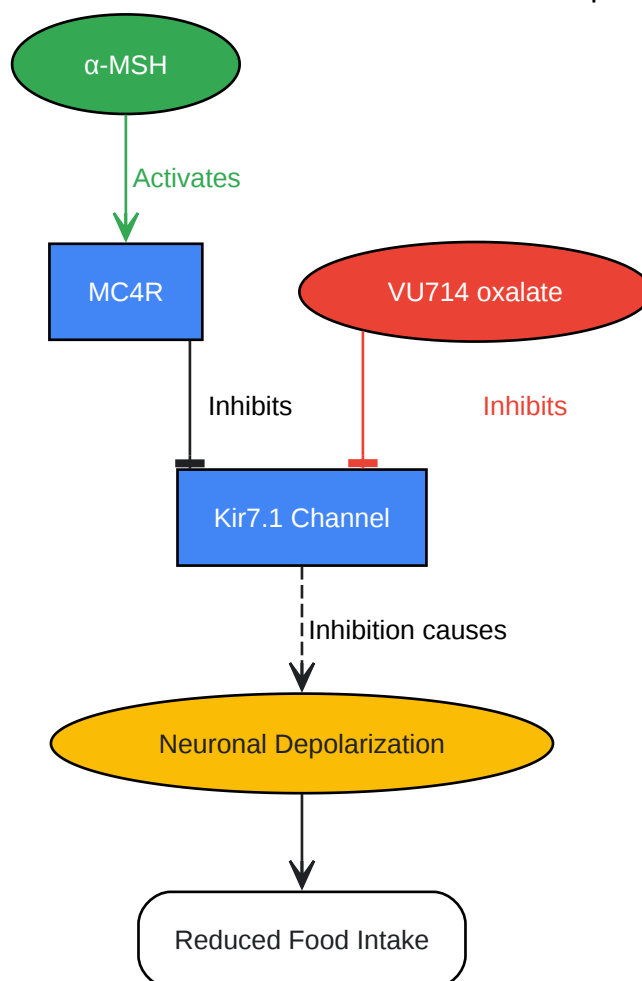 α-MSH
Activates
MC4R
VU714 oxalate
Inhibits
Inhibits
Kir7.1 Channel
Inhibition causes
Neuronal Depolarization
Reduced Food Intake